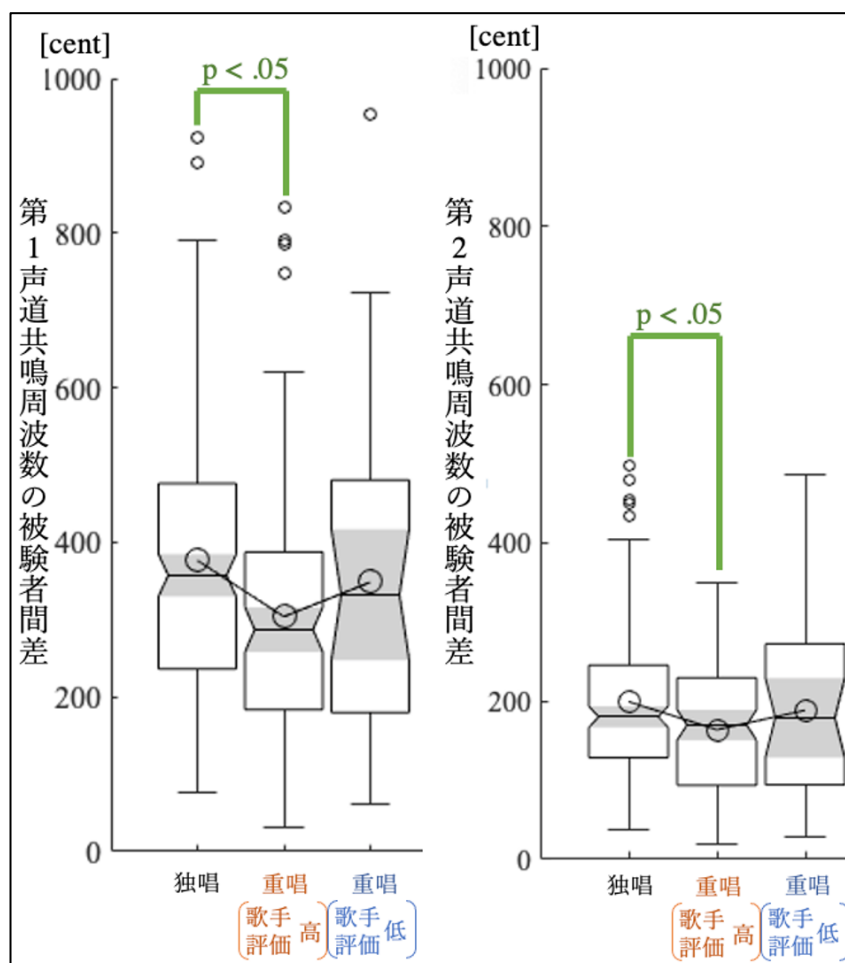 [cent]
1000
p < .05
800
600
400
200
0
第1声道共鳴周波数の被験者間差
独唱
重唱
歌手
評価
高
重唱
歌手
評価
低
[cent]
1000
800
p < .05
600
400
200
0
第2声道共鳴周波数の被験者間差
独唱
重唱
歌手
評価
高
重唱
歌手
評価
低